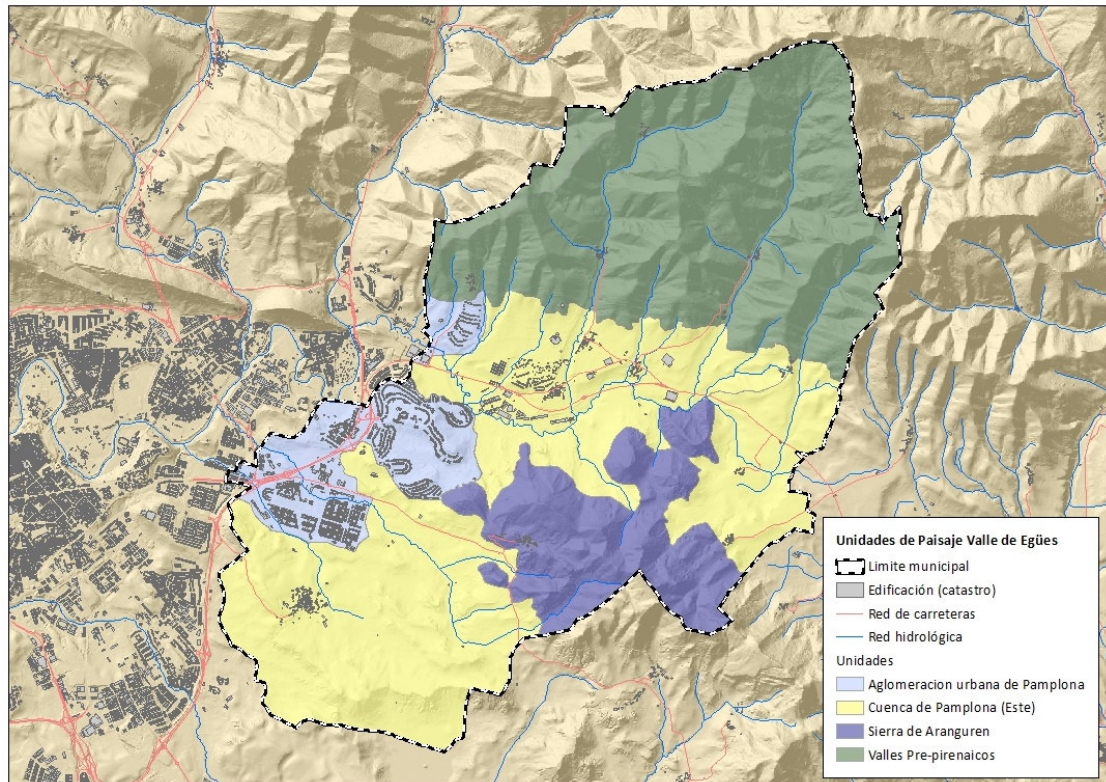 Unidades de Paisaje Valle de Egües
Limite municipal
Edificación (catastro)
Red de carreteras
Red hidrológica
Unidades
Aglomeracion urbana de Pamplona
Cuenca de Pamplona (Este)
Sierra de Aranguren
Valles Pre-pirenaicos